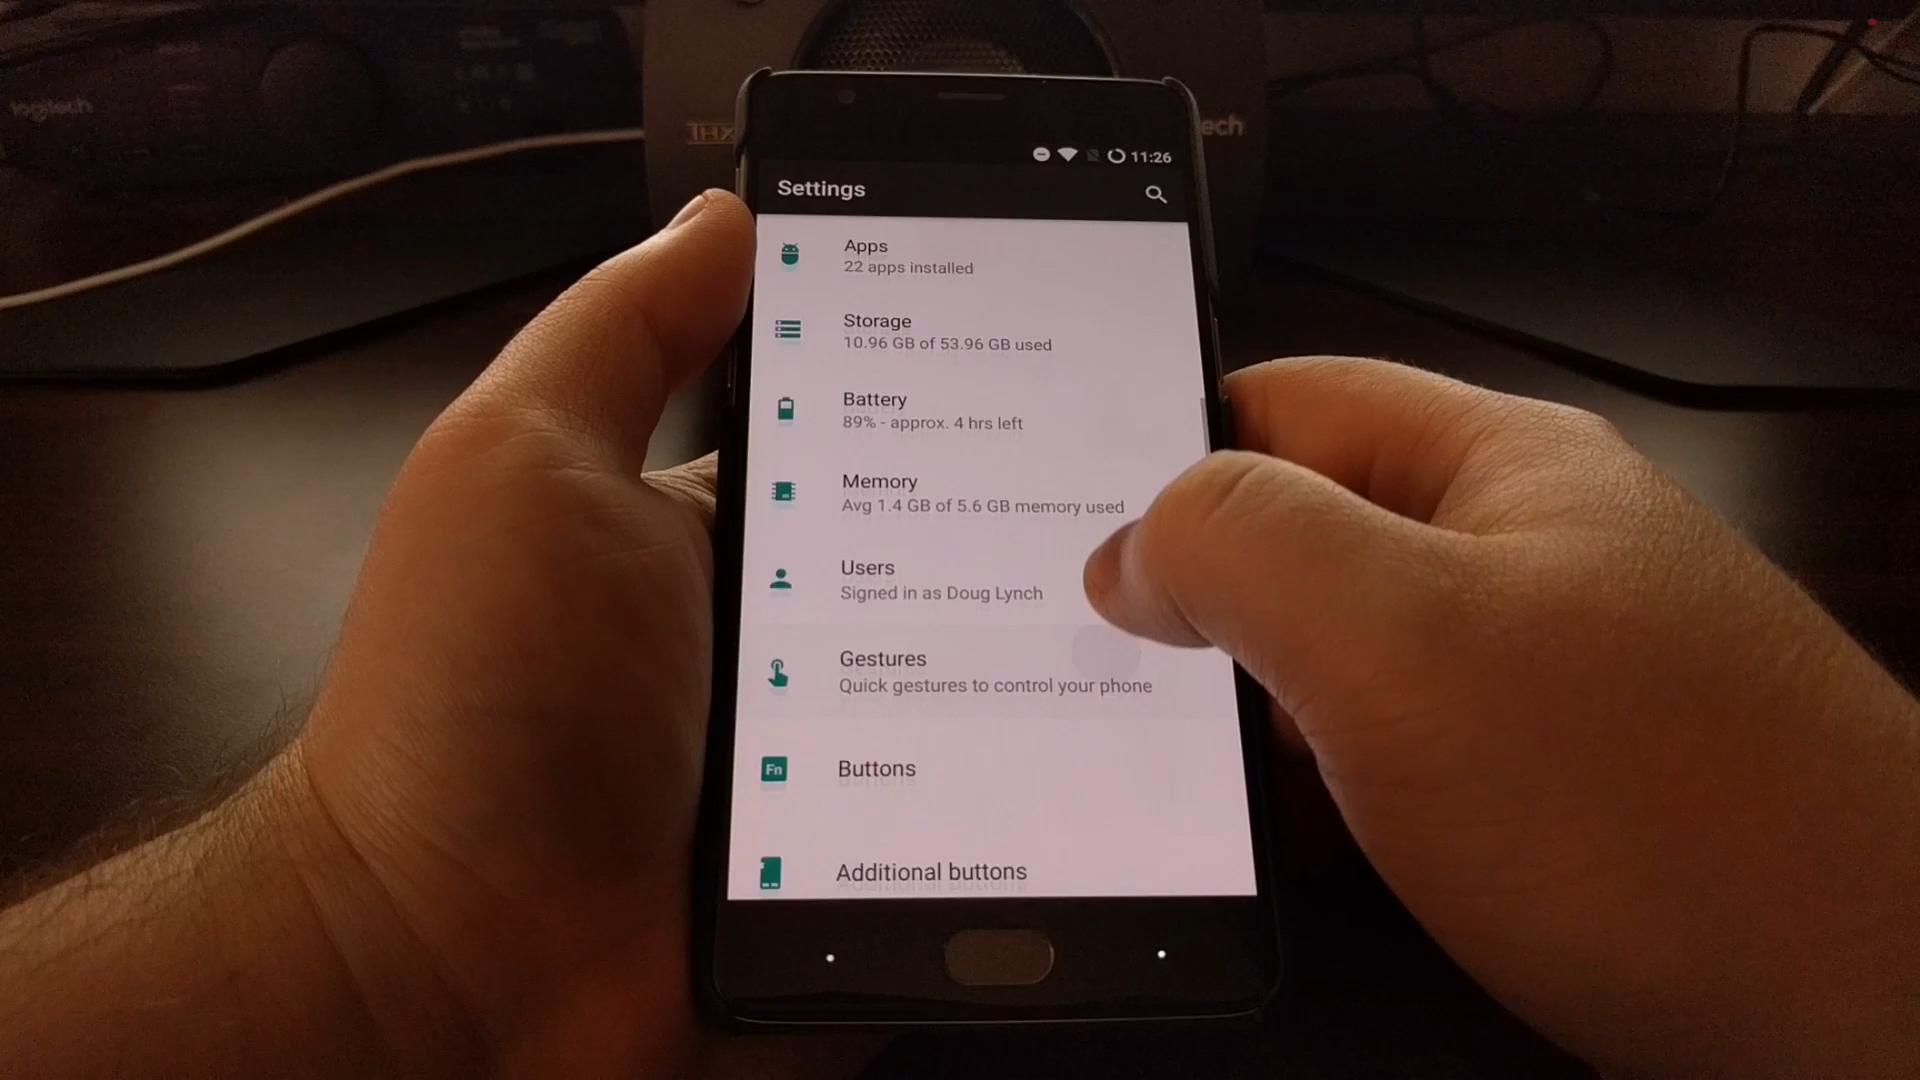 logitech
THX
ech
11:26
Settings
Apps
22 apps installed
Storage
10.96 GB of 53.96 GB used
Battery
89% - approx. 4 hrs left
Memory
Avg 1.4 GB of 5.6 GB memory used
Users
Signed in as Doug Lynch
Gestures
Quick gestures to control your phone
Fn
Buttons
Additional buttons